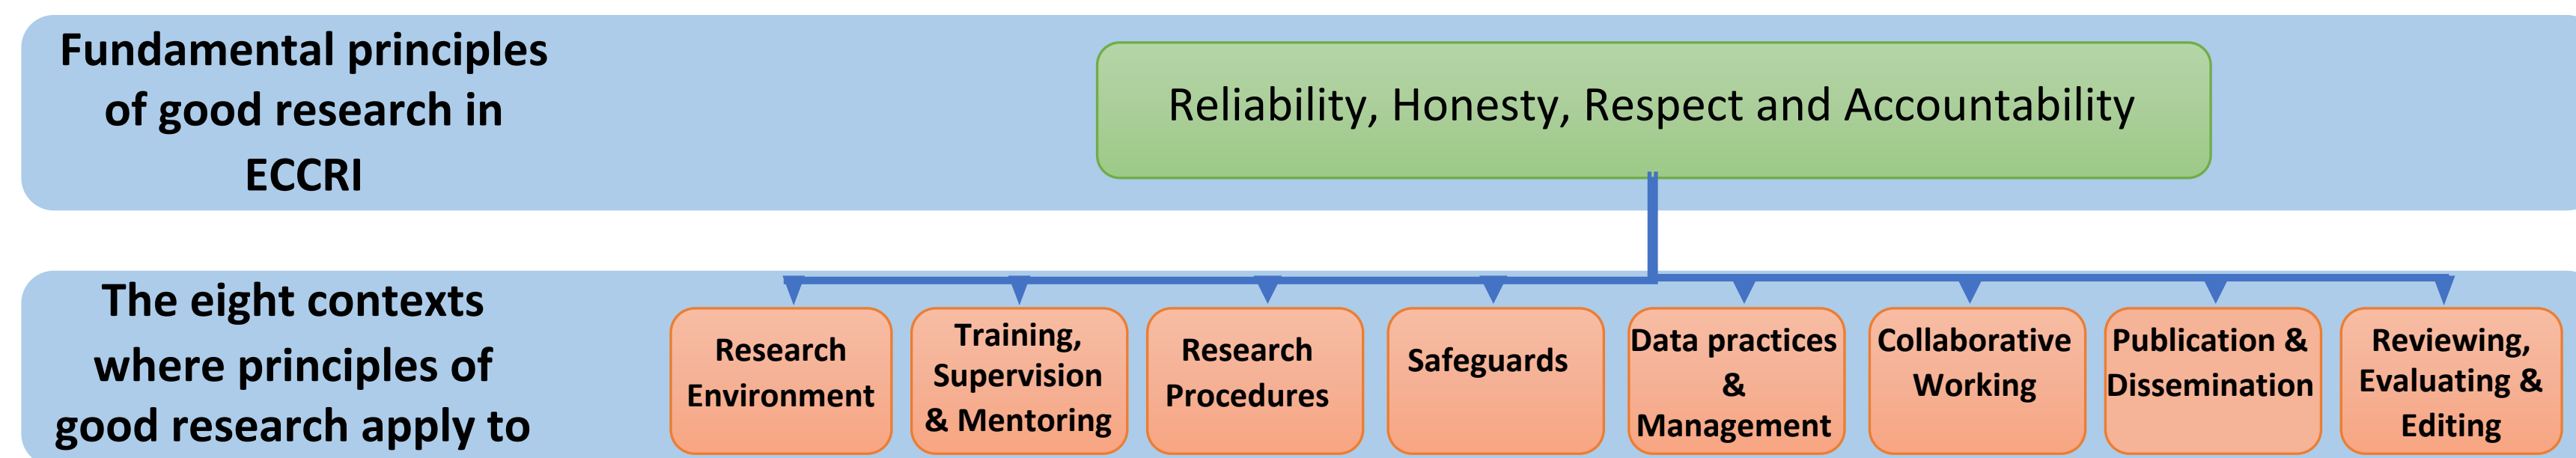 Fundamental principles
of good research in
ECCRI
Reliability, Honesty, Respect and Accountability
The eight contexts
where principles of
good research apply to
Research
Environment
Training,
Supervision
& Mentoring
Research
Procedures
Safeguards
Data practices
&
Management
Collaborative
Working
Publication &
Dissemination
Reviewing,
Evaluating &
Editing